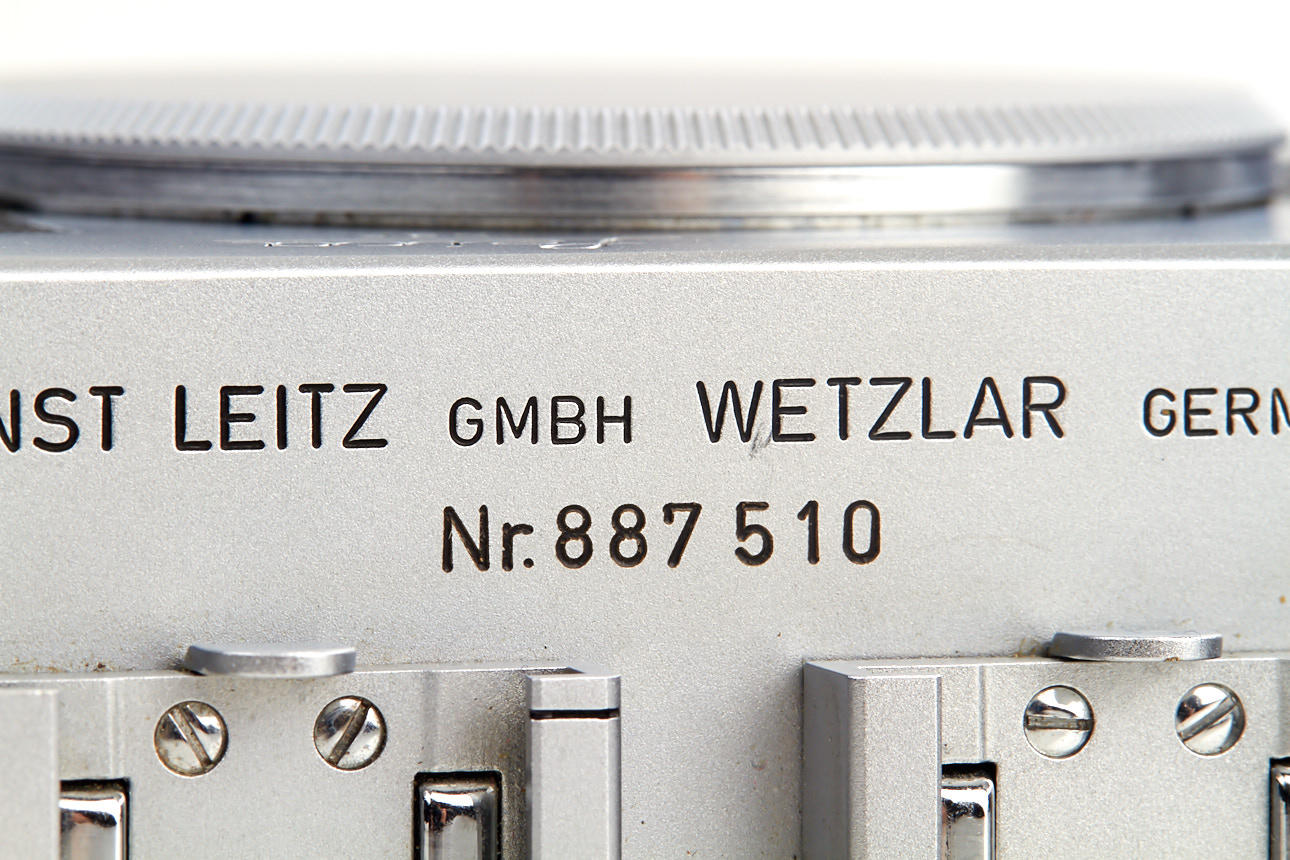 NST LEITZ GMBH WETZLAR GERM
Nr. 887 510